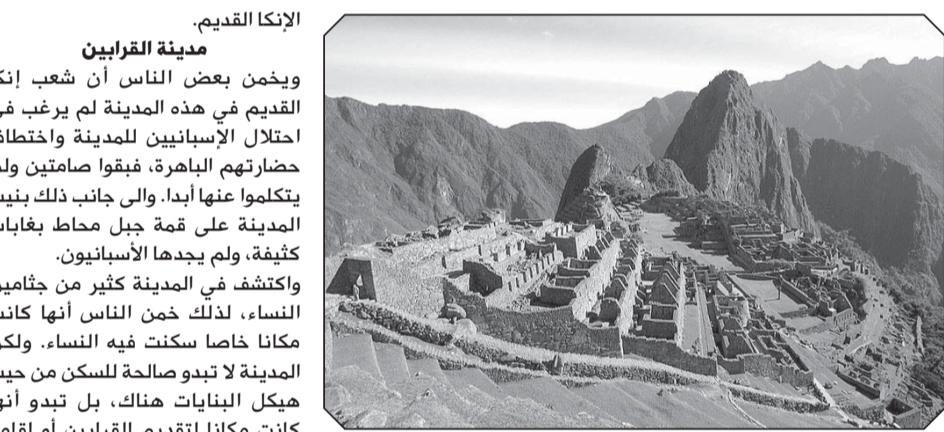 الإنكا القديم.
مدينة القرابين
ويخمن بعض الناس أن شعب إنكا
القديم في هذه المدينة لم يرغب في
احتلال الإسبانيين للمدينة واختطاف
حضارتهم الباهرة، فبقوا صامتين ولم
يتكلموا عنها أبدا. والى جانب ذلك بنيت
المدينة على قمة جبل محاط بغابات
كثيفة، ولم يجدها الأسبانيون.
واكتشف في المدينة كثير من جثامين
النساء، لذلك خمن الناس أنها كانت
مكانا خاصا سكنت فيه النساء. ولكن
المدينة لا تبدو صالحة للسكن من حيث
هيكل البنايات هناك، بل تبدو أنها
كانت مكانا لتقديم القرابين أو